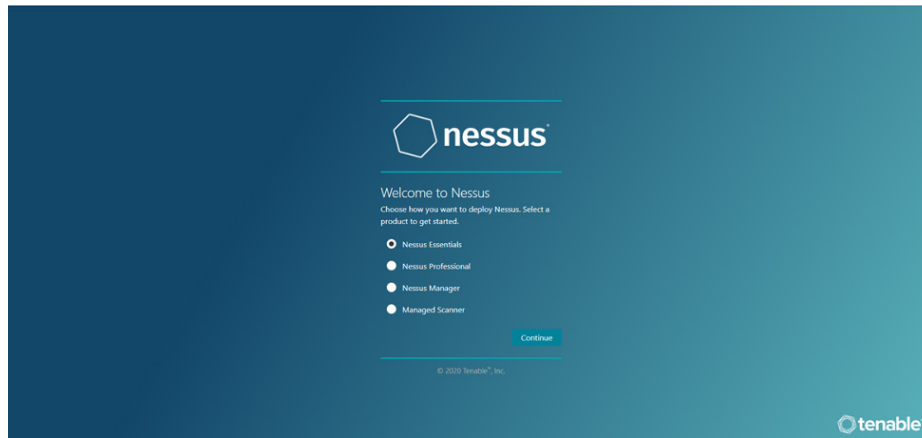 nessus
Welcome to Nessus
Choose how you want to deploy Nessus. Select a
product to get started.
Nessus Essentials
Nessus Professional
Nessus Manager
Managed Scanner
Continue
© 2020 Tenable™, Inc.
tenable